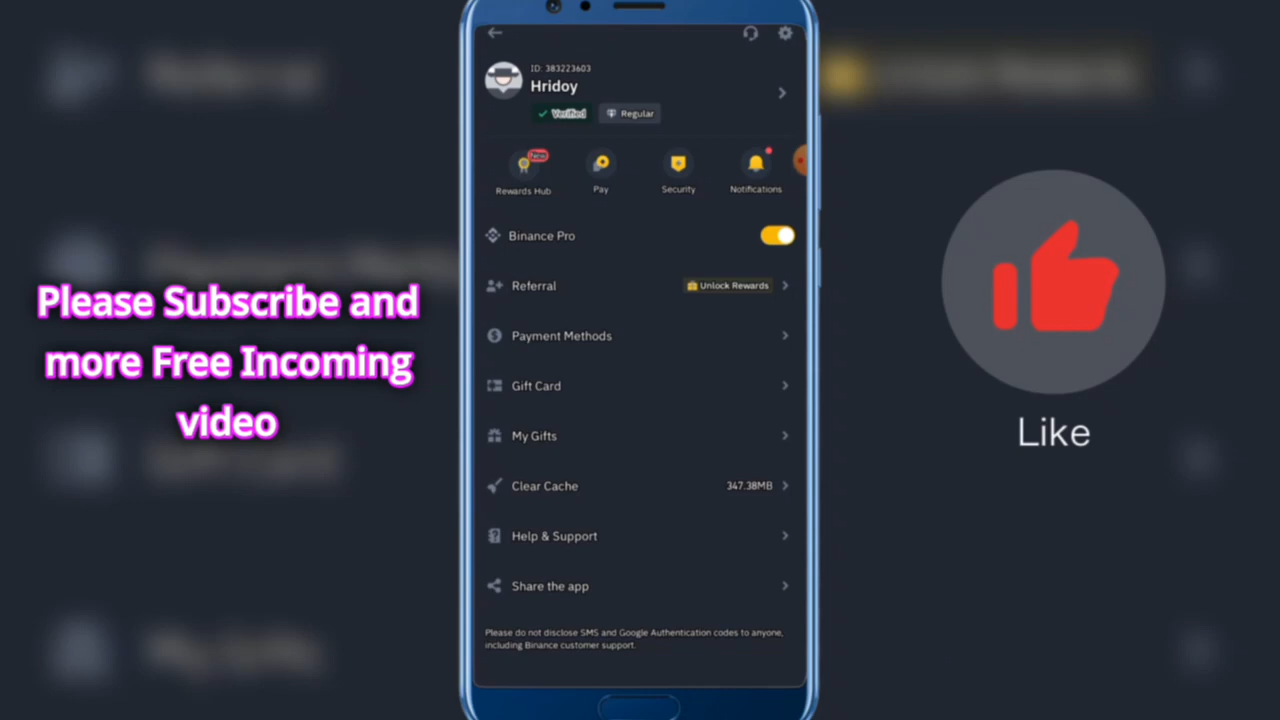 ID: 383223603
Hridoy
Verified
Regular
New
Rewards Hub
Pay
Security
Notifications
Binance Pro
Referral
Unlock Rewards
Payment Methods
Gift Card
My Gifts
Clear Cache
347.38MB
Help & Support
Share the app
Please do not disclose SMS and Google Authentication codes to anyone,
including Binance customer support.
Please Subscribe and
more Free Incoming
video
Like